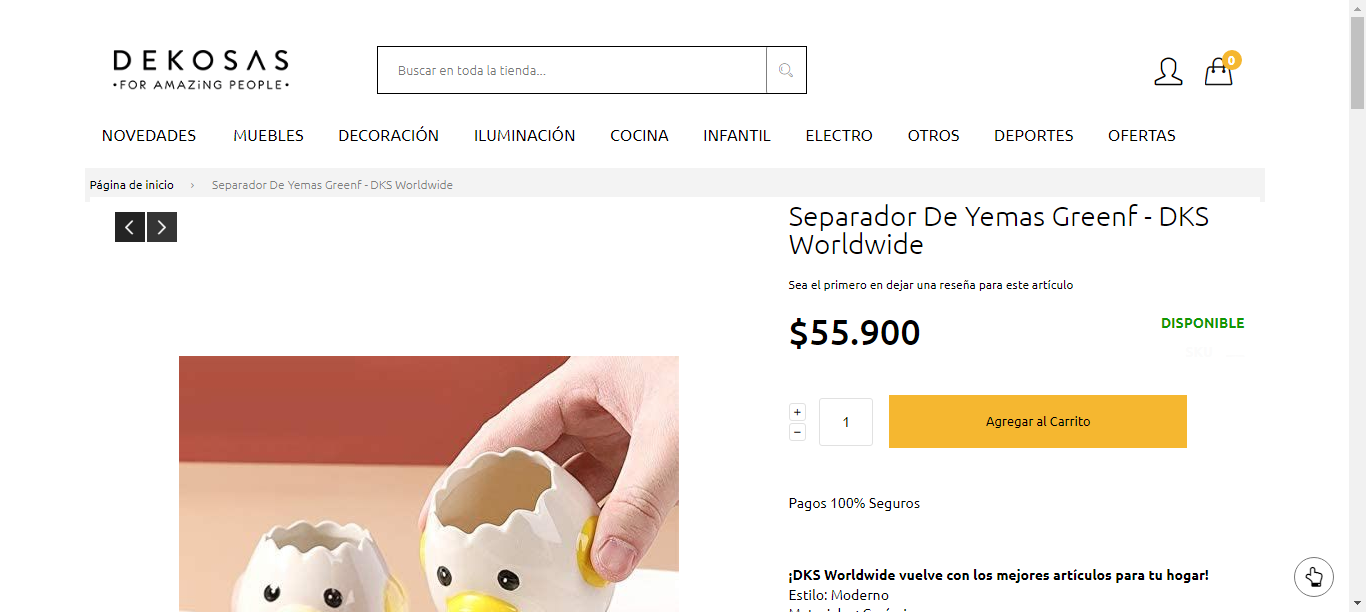 DEKOSAS
•FOR AMAZiNG PEOPLE•
Buscar en toda la tienda...
0
NOVEDADES MUEBLES DECORACIÓN ILUMINACIÓN COCINA INFANTIL ELECTRO OTROS DEPORTES OFERTAS
Página de inicio › Separador De Yemas Greenf - DKS Worldwide
Separador De Yemas Greenf - DKS
Worldwide
Sea el primero en dejar una reseña para este artículo
$55.900
DISPONIBLE
SKU
+
−
1
Agregar al Carrito
Pagos 100% Seguros
¡DKS Worldwide vuelve con los mejores artículos para tu hogar!
Estilo: Moderno